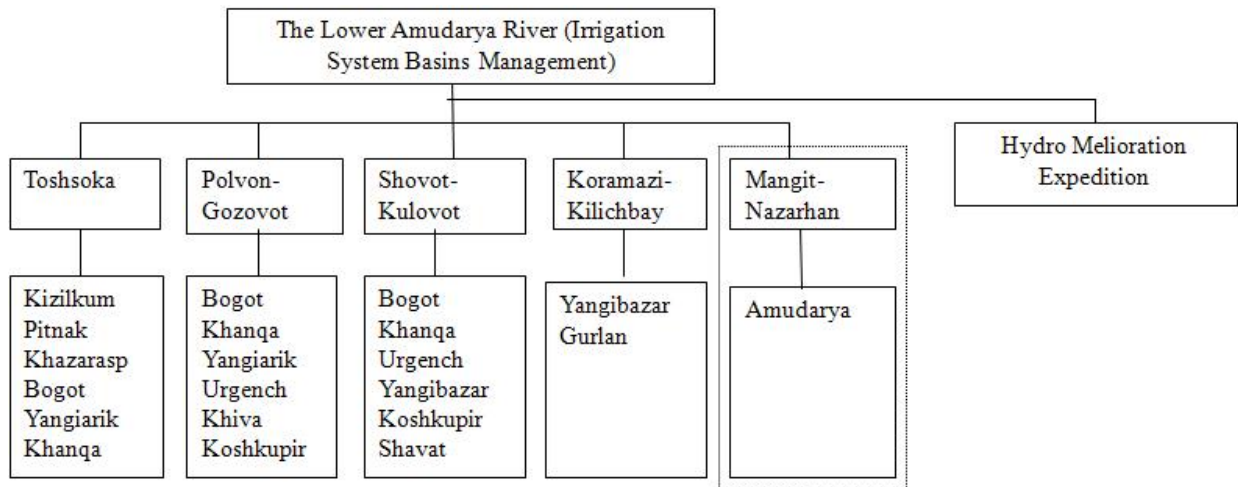 The Lower Amudarya River (Irrigation
System Basins Management)
Toshsoka
Polvon-
Gozovot
Shovot-
Kulovot
Koramazi-
Kilichbay
Mangit-
Nazarhan
Hydro Melioration
Expedition
Kizilkum
Pitnak
Khazarasp
Bogot
Yangiarik
Khanqa
Bogot
Khanqa
Yangiarik
Urgench
Khiva
Koshkupir
Bogot
Khanqa
Urgench
Yangibazar
Koshkupir
Shavat
Yangibazar
Gurlan
Amudarya